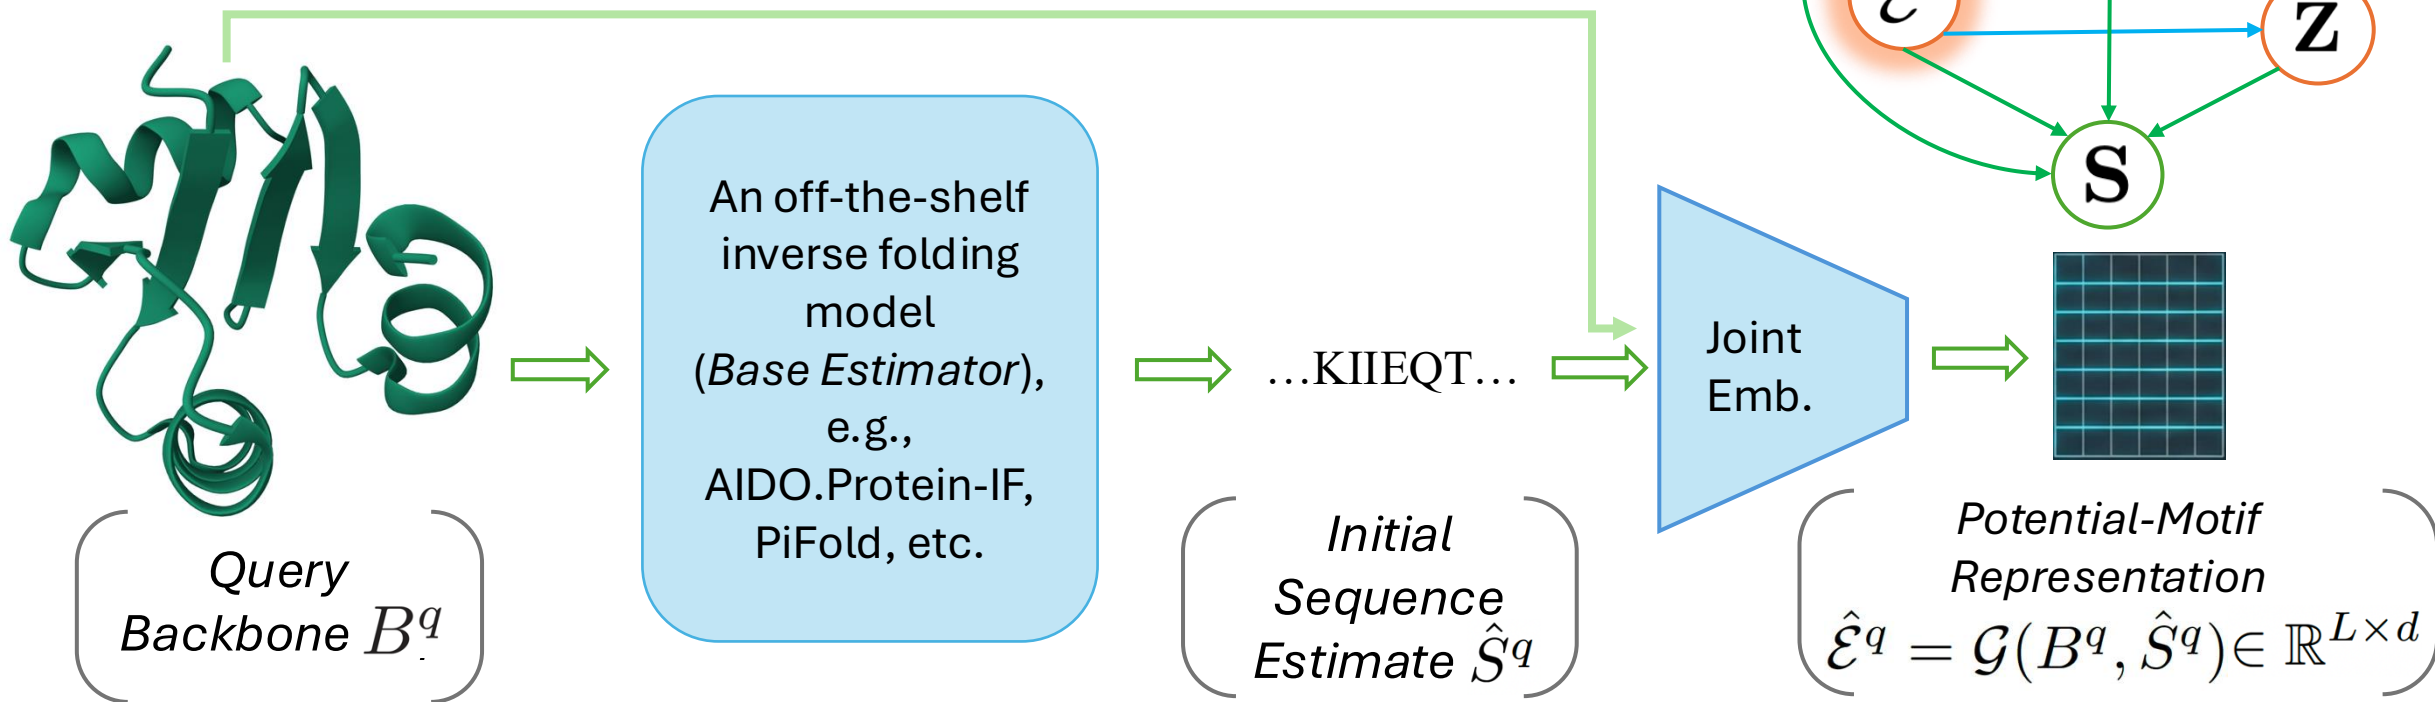 ℰ
Z
S
An off-the-shelf
inverse folding
model
(Base Estimator),
e.g.,
AIDO.Protein-IF,
PiFold, etc.
...KIIEQT...
Joint
Emb.
Query
Backbone B^q
Initial
Sequence
Estimate Ŝ^q
Potential-Motif
Representation
ℰ̂^q = 𝒢(B^q, Ŝ^q)∈ ℝ^{L×d}